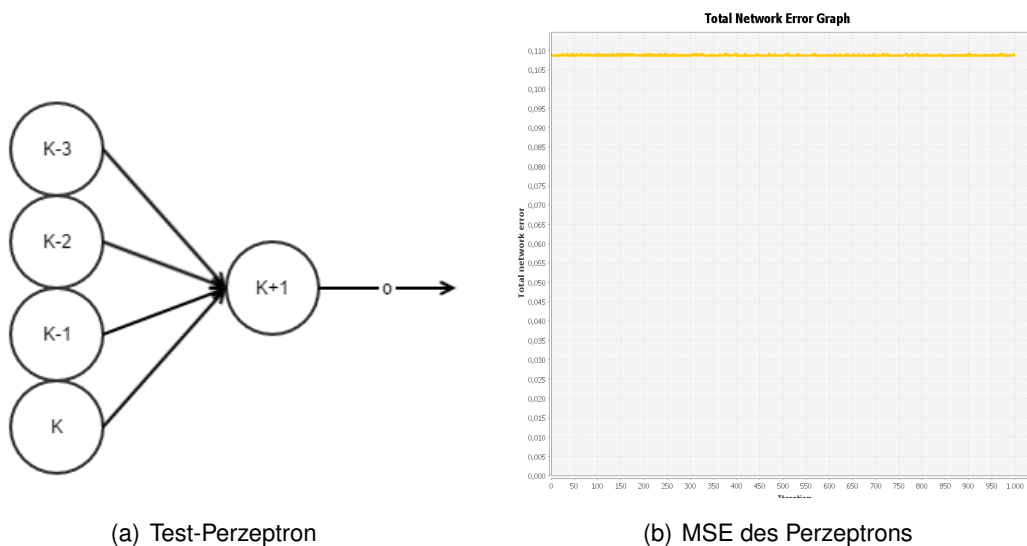 K-3
K-2
K-1
K
K+1
o
(a) Test-Perzeptron
Total Network Error Graph
Total network error
0,110
0,105
0,100
0,095
0,090
0,085
0,080
0,075
0,070
0,065
0,060
0,055
0,050
0,045
0,040
0,035
0,030
0,025
0,020
0,015
0,010
0,005
0,000
0 50 100 150 200 250 300 350 400 450 500 550 600 650 700 750 800 850 900 950 1.000
Iteration
(b) MSE des Perzeptrons